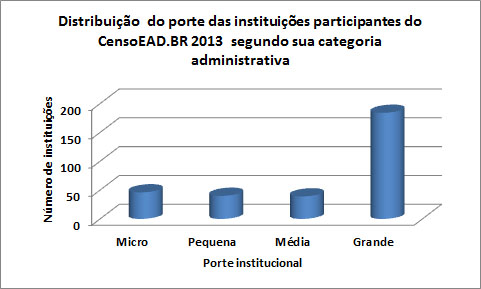 Distribuição  do porte das instituições participantes do
CensoEAD.BR 2013  segundo sua categoria
administrativa
Número de instituições
200
150
100
50
0
Micro
Pequena
Média
Grande
Porte institucional